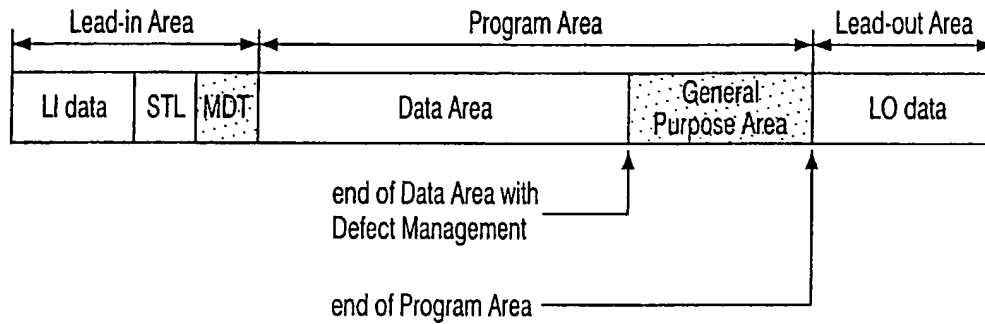 Lead-in Area
Program Area
Lead-out Area
LI data
STL
MDT
Data Area
General
Purpose Area
LO data
end of Data Area with
Defect Management
end of Program Area